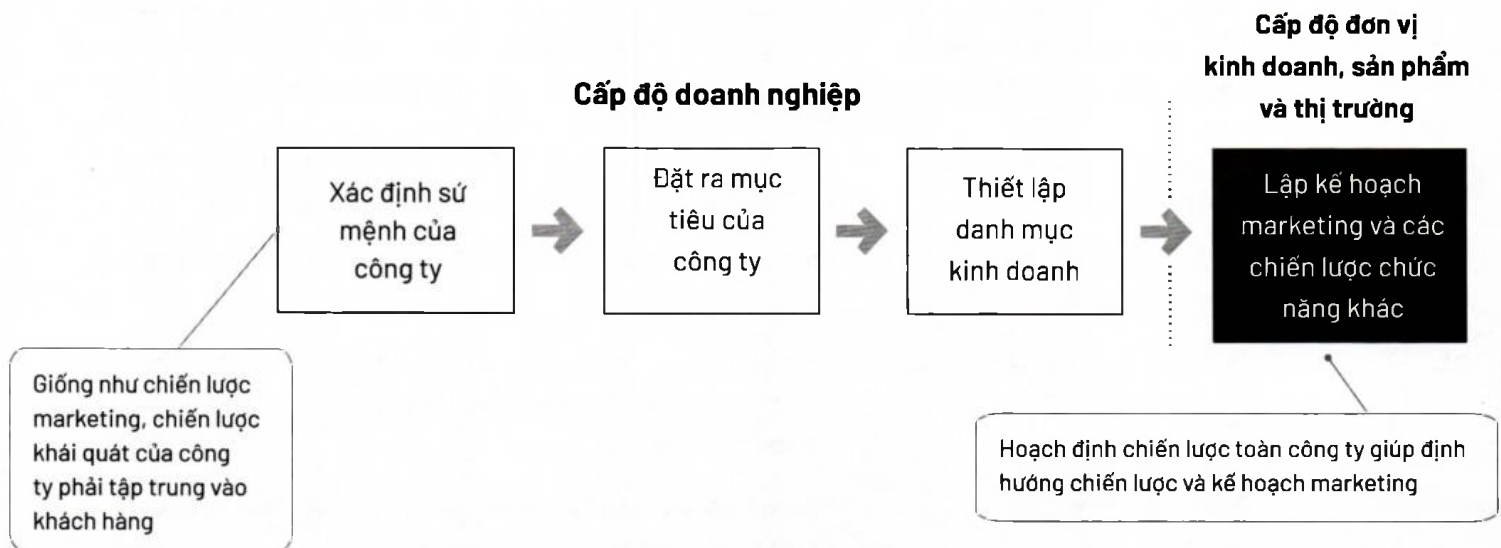 Cấp độ đơn vị
kinh doanh, sản phẩm
và thị trường
Cấp độ doanh nghiệp
Xác định sứ
mệnh của
công ty
Đặt ra mục
tiêu của
công ty
Thiết lập
danh mục
kinh doanh
Lập kế hoạch
marketing và các
chiến lược chức
năng khác
Giống như chiến lược
marketing, chiến lược
khái quát của công
ty phải tập trung vào
khách hàng
Hoạch định chiến lược toàn công ty giúp định
hướng chiến lược và kế hoạch marketing